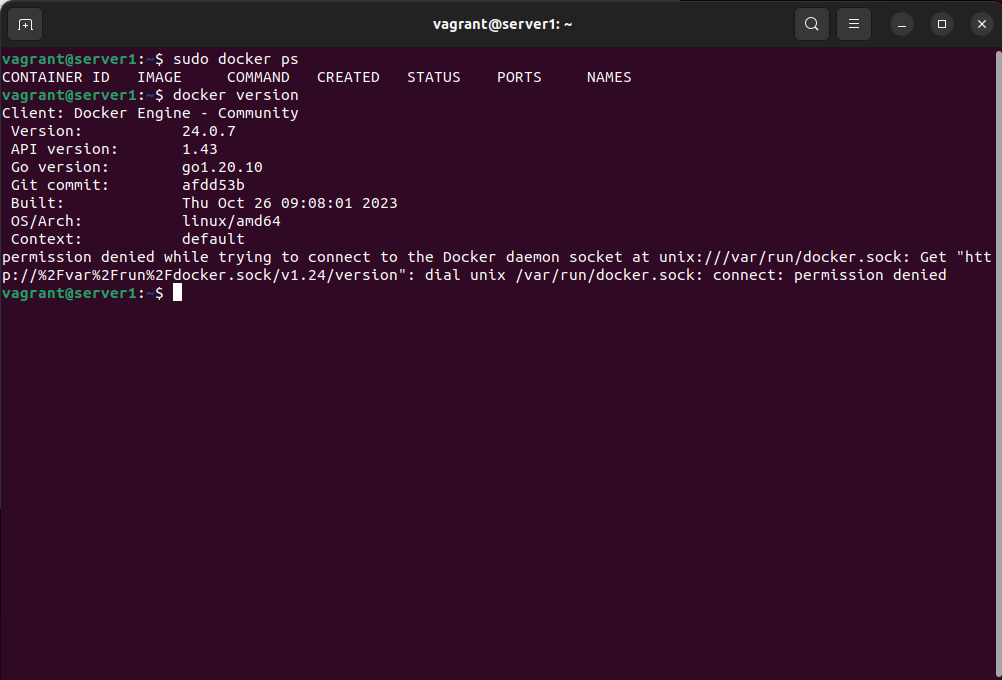 vagrant@server1: ~
vagrant@server1:~$ sudo docker ps
CONTAINER ID   IMAGE     COMMAND   CREATED   STATUS    PORTS     NAMES
vagrant@server1:~$ docker version
Client: Docker Engine - Community
 Version:           24.0.7
 API version:       1.43
 Go version:        go1.20.10
 Git commit:        afdd53b
 Built:             Thu Oct 26 09:08:01 2023
 OS/Arch:           linux/amd64
 Context:           default
permission denied while trying to connect to the Docker daemon socket at unix:///var/run/docker.sock: Get "htt
p://%2Fvar%2Frun%2Fdocker.sock/v1.24/version": dial unix /var/run/docker.sock: connect: permission denied
vagrant@server1:~$